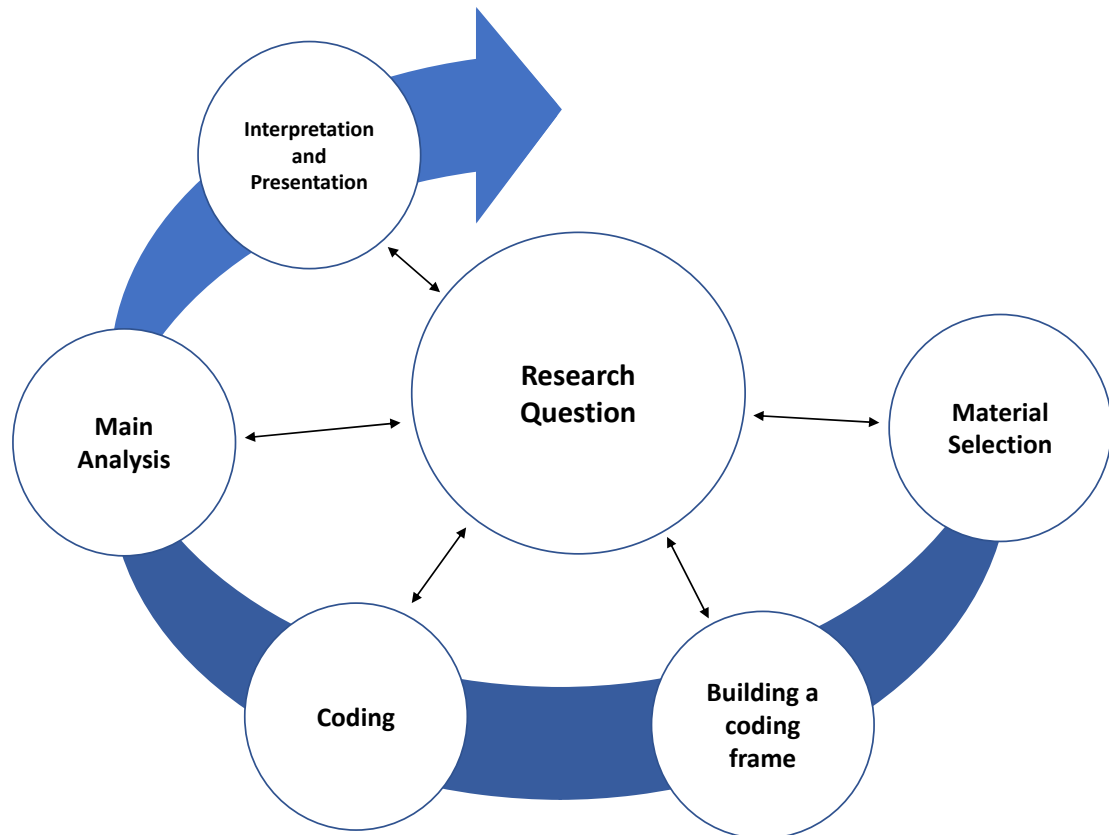 Interpretation
and
Presentation
Research
Question
Material
Selection
Main
Analysis
Building a
coding
frame
Coding